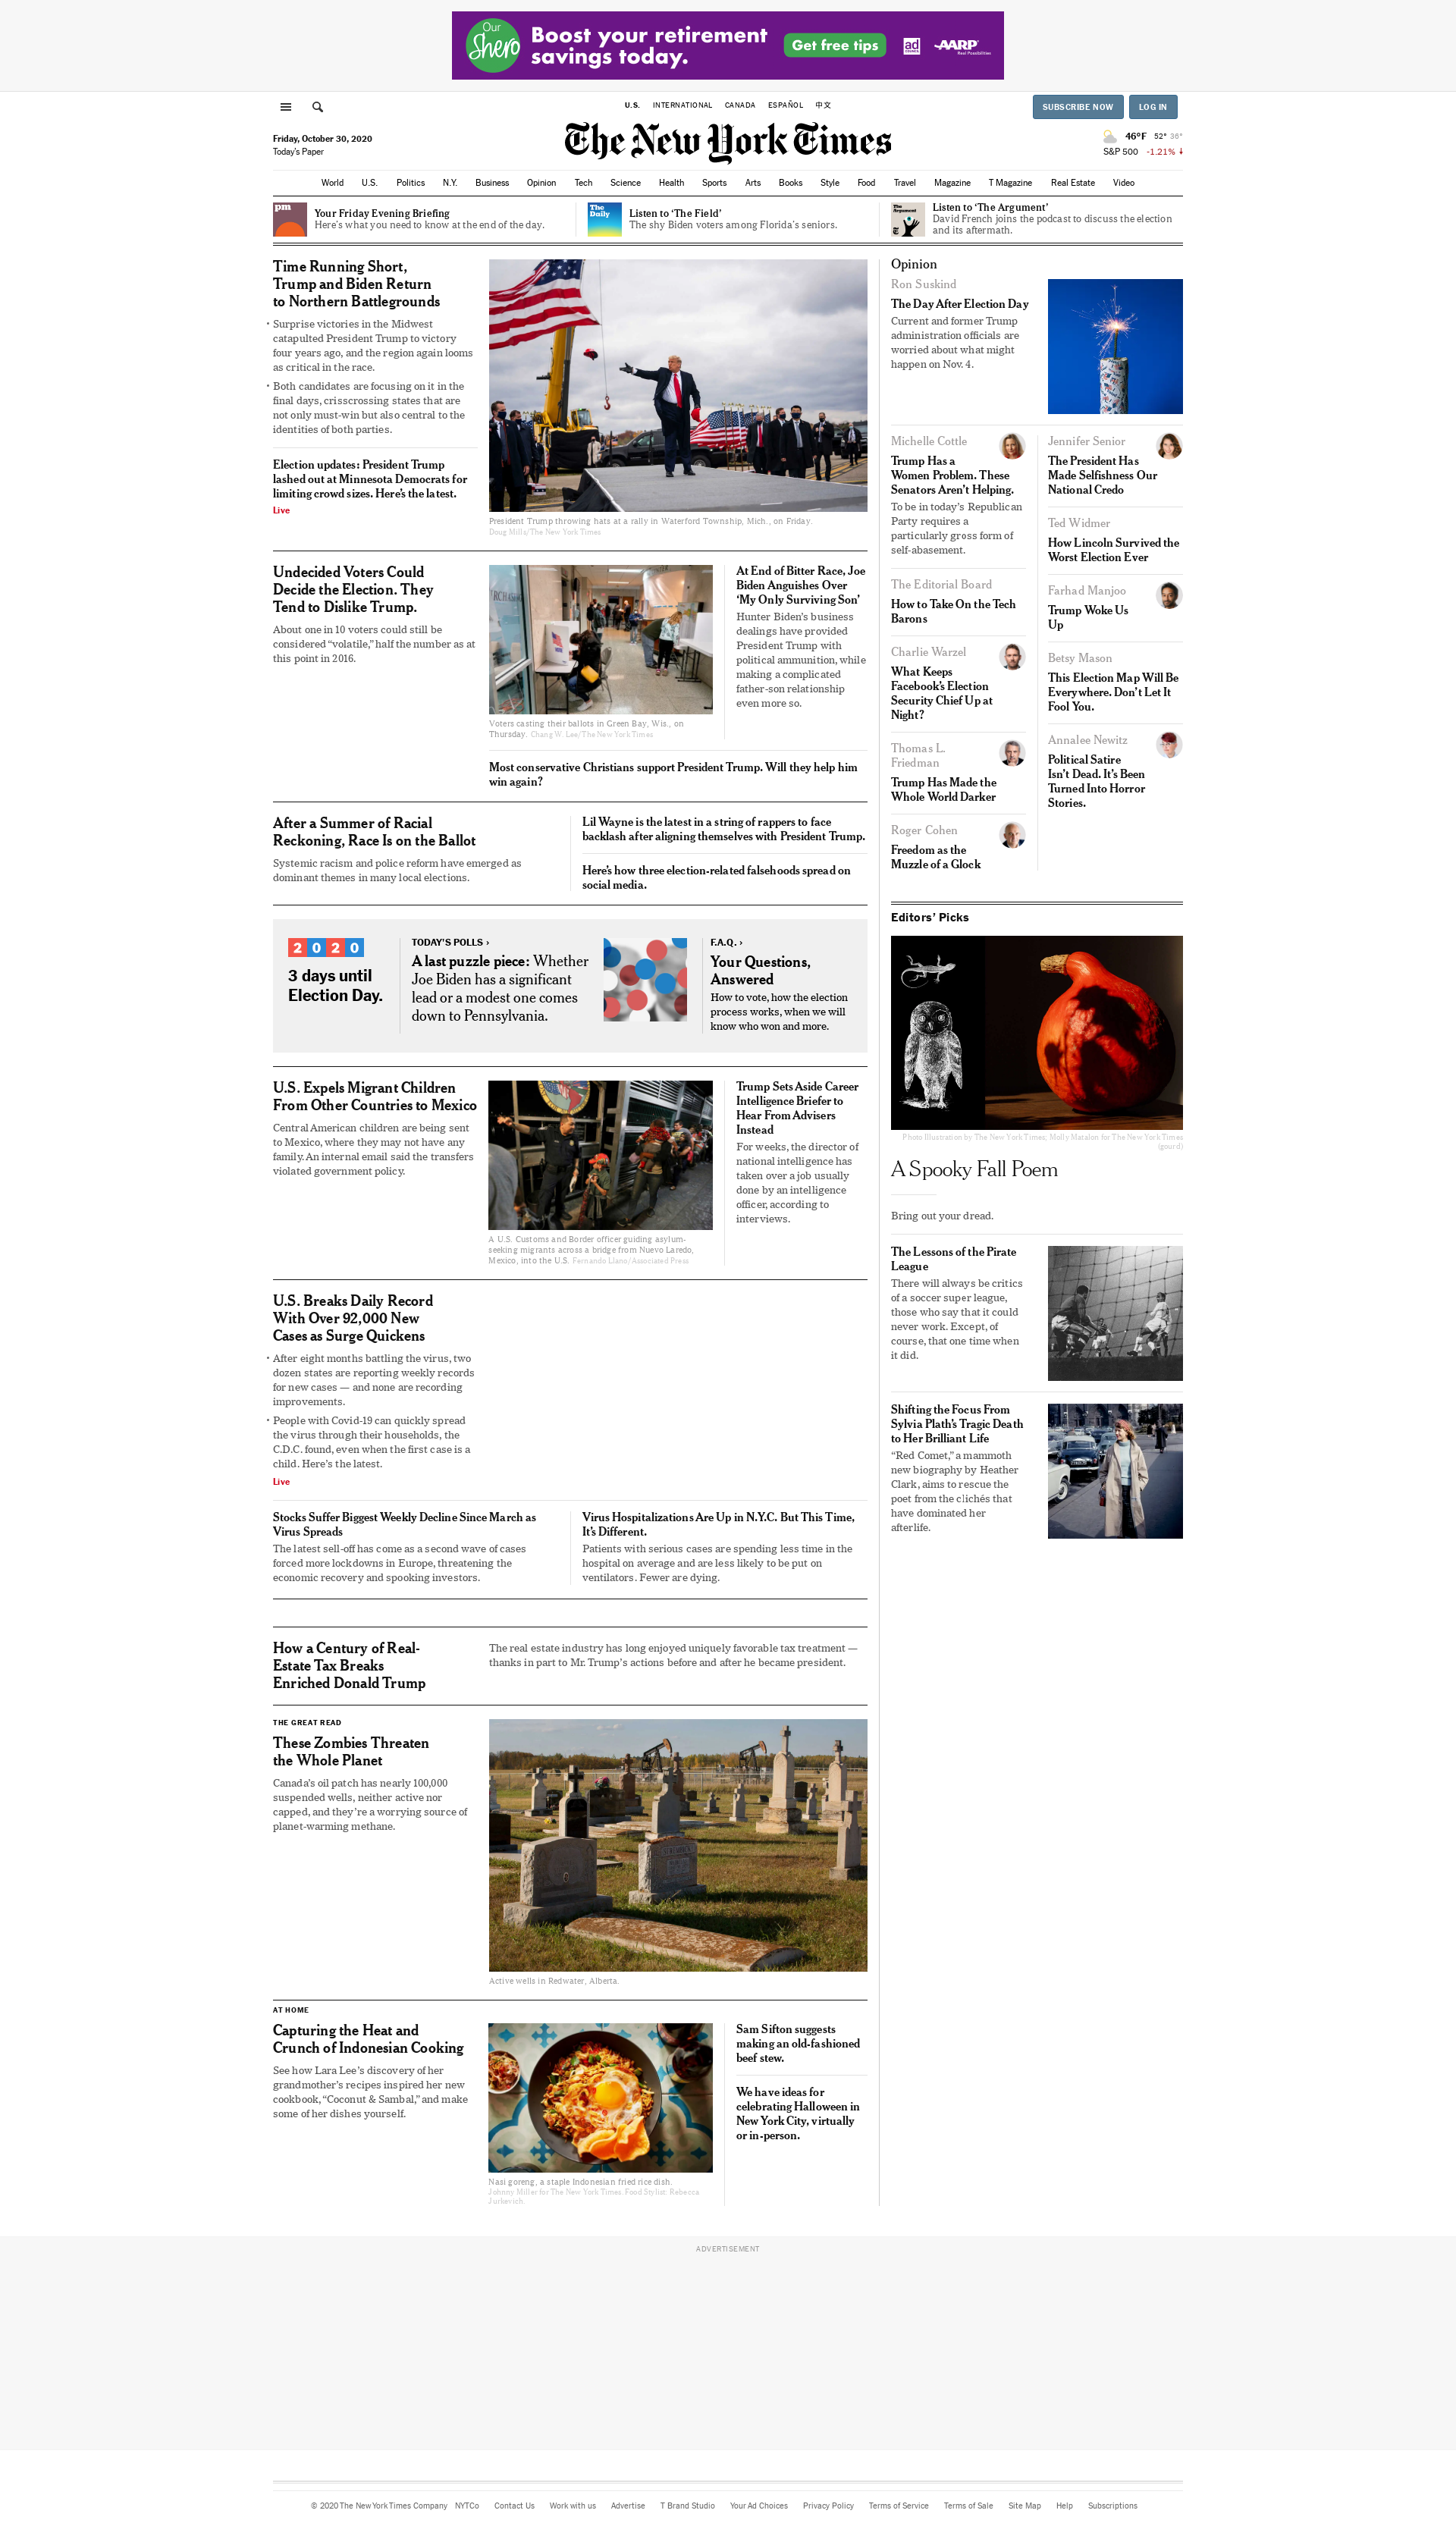 Our
Shero
Boost your retirement
savings today.
Get free tips
ad
AARP
Real Possibilities
U.S. INTERNATIONAL CANADA ESPAÑOL 中文
SUBSCRIBE NOW LOG IN
Friday, October 30, 2020
Today's Paper
The New York Times
46°F 52° 36°
S&P 500 -1.21%
World U.S. Politics N.Y. Business Opinion Tech Science Health Sports Arts Books Style Food Travel Magazine T Magazine Real Estate Video
pm
Your Friday Evening Briefing
Here's what you need to know at the end of the day.
The
Daily
Listen to 'The Field'
The shy Biden voters among Florida's seniors.
The
Argument
Listen to 'The Argument'
David French joins the podcast to discuss the election
and its aftermath.
Time Running Short,
Trump and Biden Return
to Northern Battlegrounds
• Surprise victories in the Midwest
catapulted President Trump to victory
four years ago, and the region again looms
as critical in the race.
• Both candidates are focusing on it in the
final days, crisscrossing states that are
not only must-win but also central to the
identities of both parties.
Election updates: President Trump
lashed out at Minnesota Democrats for
limiting crowd sizes. Here's the latest.
Live
President Trump throwing hats at a rally in Waterford Township, Mich., on Friday.
Doug Mills/The New York Times
Undecided Voters Could
Decide the Election. They
Tend to Dislike Trump.
About one in 10 voters could still be
considered “volatile,” half the number as at
this point in 2016.
Voters casting their ballots in Green Bay, Wis., on
Thursday. Chang W. Lee/The New York Times
At End of Bitter Race, Joe
Biden Anguishes Over
‘My Only Surviving Son’
Hunter Biden's business
dealings have provided
President Trump with
political ammunition, while
making a complicated
father-son relationship
even more so.
Most conservative Christians support President Trump. Will they help him
win again?
After a Summer of Racial
Reckoning, Race Is on the Ballot
Systemic racism and police reform have emerged as
dominant themes in many local elections.
Lil Wayne is the latest in a string of rappers to face
backlash after aligning themselves with President Trump.
Here's how three election-related falsehoods spread on
social media.
2020
3 days until
Election Day.
TODAY'S POLLS ›
A last puzzle piece: Whether
Joe Biden has a significant
lead or a modest one comes
down to Pennsylvania.
F.A.Q. ›
Your Questions,
Answered
How to vote, how the election
process works, when we will
know who won and more.
U.S. Expels Migrant Children
From Other Countries to Mexico
Central American children are being sent
to Mexico, where they may not have any
family. An internal email said the transfers
violated government policy.
A U.S. Customs and Border officer guiding asylum-
seeking migrants across a bridge from Nuevo Laredo,
Mexico, into the U.S. Fernando Llano/Associated Press
Trump Sets Aside Career
Intelligence Briefer to
Hear From Advisers
Instead
For weeks, the director of
national intelligence has
taken over a job usually
done by an intelligence
officer, according to
interviews.
U.S. Breaks Daily Record
With Over 92,000 New
Cases as Surge Quickens
• After eight months battling the virus, two
dozen states are reporting weekly records
for new cases — and none are recording
improvements.
• People with Covid-19 can quickly spread
the virus through their households, the
C.D.C. found, even when the first case is a
child. Here's the latest.
Live
Stocks Suffer Biggest Weekly Decline Since March as
Virus Spreads
The latest sell-off has come as a second wave of cases
forced more lockdowns in Europe, threatening the
economic recovery and spooking investors.
Virus Hospitalizations Are Up in N.Y.C. But This Time,
It's Different.
Patients with serious cases are spending less time in the
hospital on average and are less likely to be put on
ventilators. Fewer are dying.
How a Century of Real-
Estate Tax Breaks
Enriched Donald Trump
The real estate industry has long enjoyed uniquely favorable tax treatment —
thanks in part to Mr. Trump's actions before and after he became president.
THE GREAT READ
These Zombies Threaten
the Whole Planet
Canada's oil patch has nearly 100,000
suspended wells, neither active nor
capped, and they're a worrying source of
planet-warming methane.
Active wells in Redwater, Alberta.
AT HOME
Capturing the Heat and
Crunch of Indonesian Cooking
See how Lara Lee's discovery of her
grandmother's recipes inspired her new
cookbook, “Coconut & Sambal,” and make
some of her dishes yourself.
Nasi goreng, a staple Indonesian fried rice dish.
Johnny Miller for The New York Times. Food Stylist: Rebecca
Jurkevich.
Sam Sifton suggests
making an old-fashioned
beef stew.
We have ideas for
celebrating Halloween in
New York City, virtually
or in-person.
Opinion
Ron Suskind
The Day After Election Day
Current and former Trump
administration officials are
worried about what might
happen on Nov. 4.
Michelle Cottle
Trump Has a
Women Problem. These
Senators Aren't Helping.
To be in today's Republican
Party requires a
particularly gross form of
self-abasement.
The Editorial Board
How to Take On the Tech
Barons
Charlie Warzel
What Keeps
Facebook's Election
Security Chief Up at
Night?
Thomas L.
Friedman
Trump Has Made the
Whole World Darker
Roger Cohen
Freedom as the
Muzzle of a Glock
Jennifer Senior
The President Has
Made Selfishness Our
National Credo
Ted Widmer
How Lincoln Survived the
Worst Election Ever
Farhad Manjoo
Trump Woke Us
Up
Betsy Mason
This Election Map Will Be
Everywhere. Don't Let It
Fool You.
Annalee Newitz
Political Satire
Isn't Dead. It's Been
Turned Into Horror
Stories.
Editors' Picks
Photo Illustration by The New York Times; Molly Matalon for The New York Times
(gourd)
A Spooky Fall Poem
Bring out your dread.
The Lessons of the Pirate
League
There will always be critics
of a soccer super league,
those who say that it could
never work. Except, of
course, that one time when
it did.
Shifting the Focus From
Sylvia Plath's Tragic Death
to Her Brilliant Life
“Red Comet,” a mammoth
new biography by Heather
Clark, aims to rescue the
poet from the clichés that
have dominated her
afterlife.
ADVERTISEMENT
© 2020 The New York Times Company NYTCo Contact Us Work with us Advertise T Brand Studio Your Ad Choices Privacy Policy Terms of Service Terms of Sale Site Map Help Subscriptions